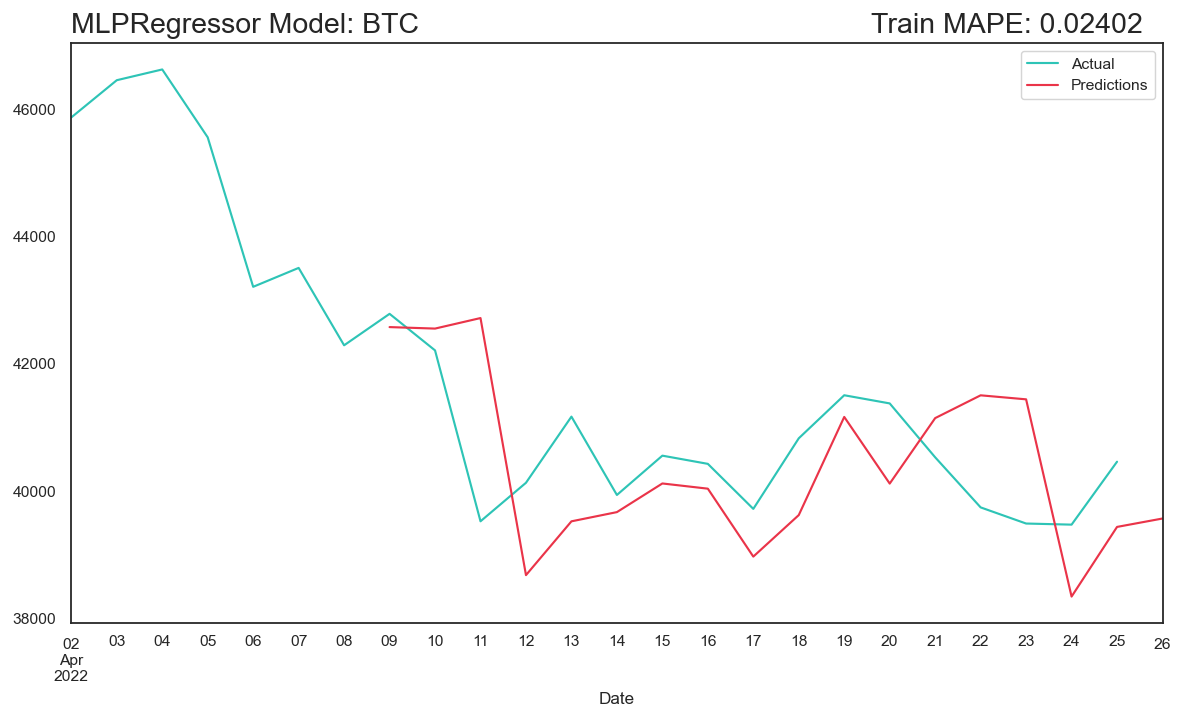 MLPRegressor Model: BTC
Train MAPE: 0.02402
Actual
Predictions
46000
44000
42000
40000
38000
02 03 04 05 06 07 08 09 10 11 12 13 14 15 16 17 18 19 20 21 22 23 24 25 26
Apr
2022
Date